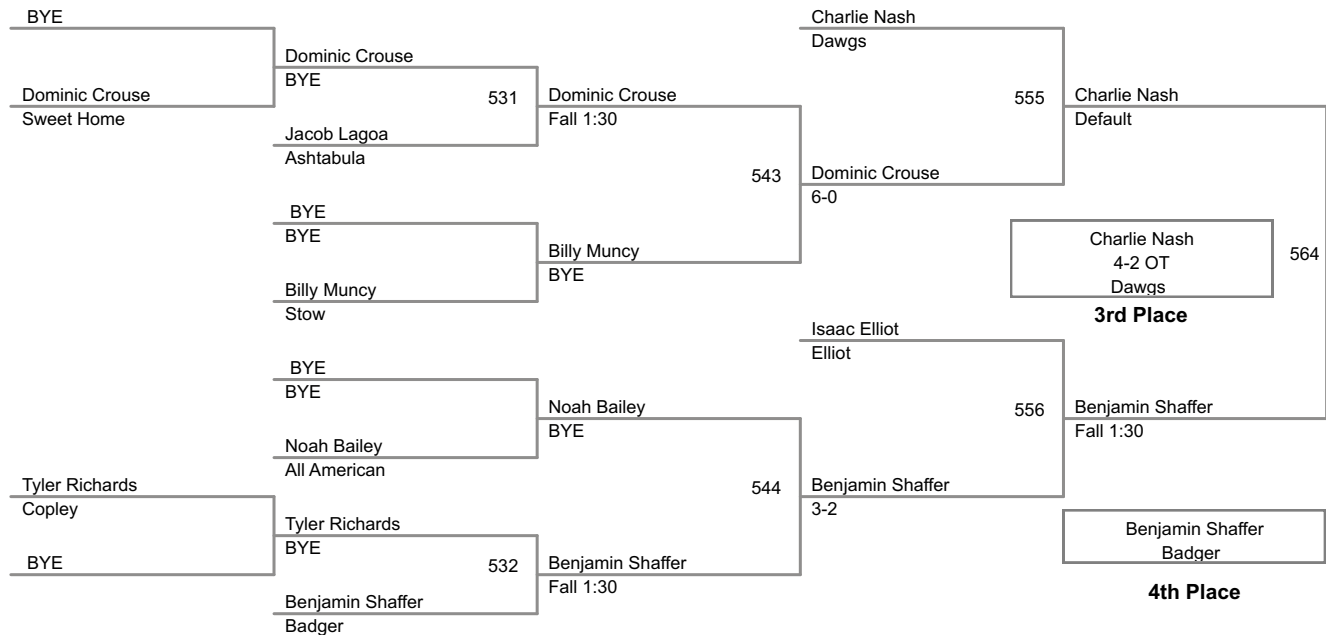 BYE
Dominic Crouse
Sweet Home
Dominic Crouse
BYE
531
Jacob Lagoa
Ashtabula
Dominic Crouse
Fall 1:30
BYE
BYE
Billy Muncy
Stow
Billy Muncy
BYE
543
Charlie Nash
Dawgs
Dominic Crouse
6-0
555
Charlie Nash
Default
Charlie Nash
4-2 OT
Dawgs
3rd Place
564
BYE
BYE
Noah Bailey
All American
Noah Bailey
BYE
Tyler Richards
Copley
BYE
Tyler Richards
BYE
532
Benjamin Shaffer
Badger
Benjamin Shaffer
Fall 1:30
544
Isaac Elliot
Elliot
Benjamin Shaffer
3-2
556
Benjamin Shaffer
Fall 1:30
Benjamin Shaffer
Badger
4th Place